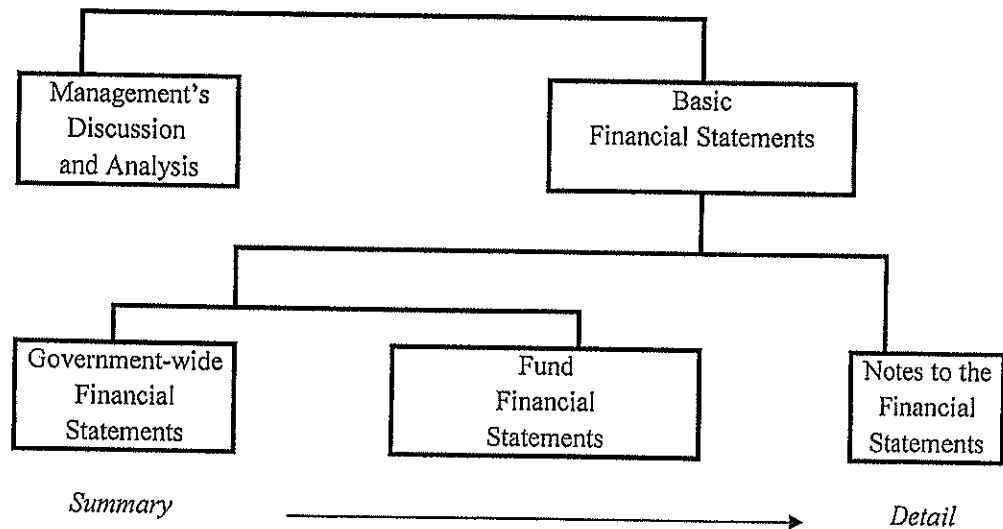 Management's
Discussion
and Analysis
Basic
Financial Statements
Government-wide
Financial
Statements
Fund
Financial
Statements
Notes to the
Financial
Statements
Summary
Detail